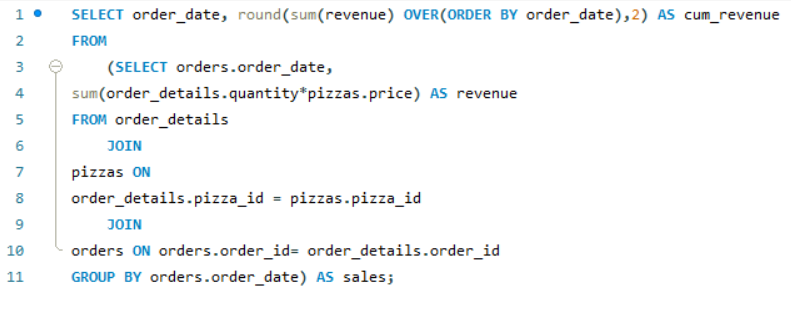 1 SELECT order_date, round(sum(revenue) OVER(ORDER BY order_date),2) AS cum_revenue
2 FROM
3 (SELECT orders.order_date,
4 sum(order_details.quantity*pizzas.price) AS revenue
5 FROM order_details
6 JOIN
7 pizzas ON
8 order_details.pizza_id = pizzas.pizza_id
9 JOIN
10 orders ON orders.order_id= order_details.order_id
11 GROUP BY orders.order_date) AS sales;